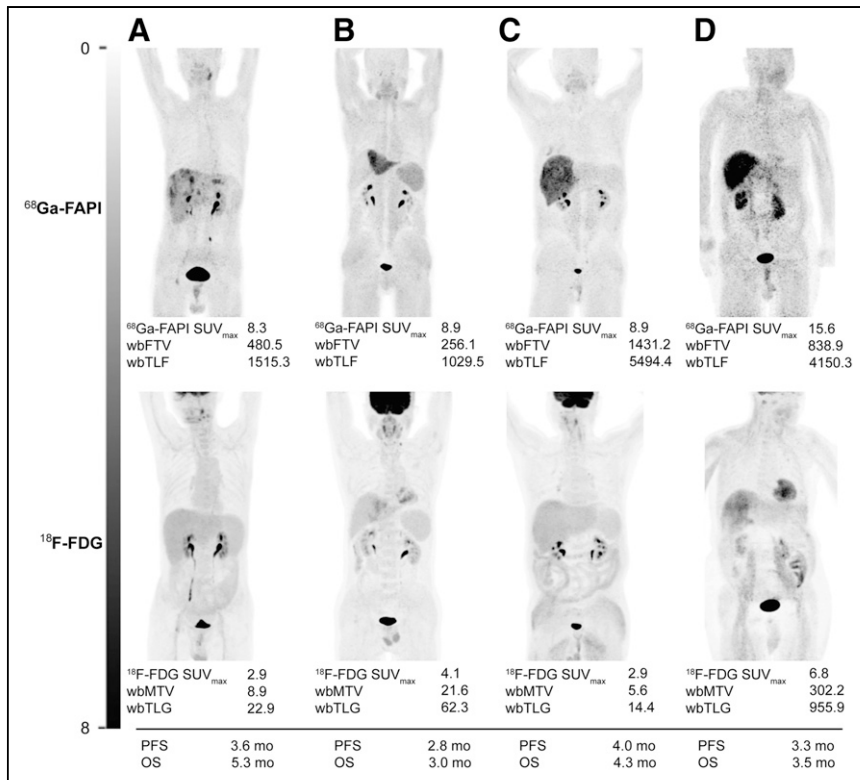 A B C D
0
⁶⁸Ga-FAPI
⁶⁸Ga-FAPI SUVmax 8.3
wbFTV 480.5
wbTLF 1515.3
⁶⁸Ga-FAPI SUVmax 8.9
wbFTV 256.1
wbTLF 1029.5
⁶⁸Ga-FAPI SUVmax 8.9
wbFTV 1431.2
wbTLF 5494.4
⁶⁸Ga-FAPI SUVmax 15.6
wbFTV 838.9
wbTLF 4150.3
¹⁸F-FDG
¹⁸F-FDG SUVmax 2.9
wbMTV 8.9
wbTLG 22.9
¹⁸F-FDG SUVmax 4.1
wbMTV 21.6
wbTLG 62.3
¹⁸F-FDG SUVmax 2.9
wbMTV 5.6
wbTLG 14.4
¹⁸F-FDG SUVmax 6.8
wbMTV 302.2
wbTLG 955.9
8
PFS 3.6 mo
OS 5.3 mo
PFS 2.8 mo
OS 3.0 mo
PFS 4.0 mo
OS 4.3 mo
PFS 3.3 mo
OS 3.5 mo